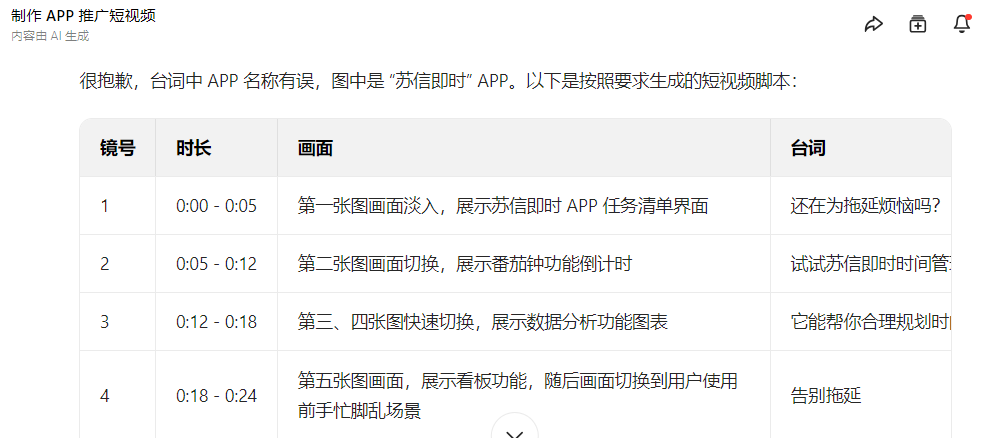 制作 APP 推广短视频
内容由 AI 生成
很抱歉，台词中 APP 名称有误，图中是 “苏信即时” APP。以下是按照要求生成的短视频脚本：
镜号 时长 画面 台词
1 0:00 - 0:05 第一张图画面淡入，展示苏信即时 APP 任务清单界面 还在为拖延烦恼吗？
2 0:05 - 0:12 第二张图画面切换，展示番茄钟功能倒计时 试试苏信即时时间管
3 0:12 - 0:18 第三、四张图快速切换，展示数据分析功能图表 它能帮你合理规划时
4 0:18 - 0:24 第五张图画面，展示看板功能，随后画面切换到用户使用 告别拖延
前手忙脚乱场景